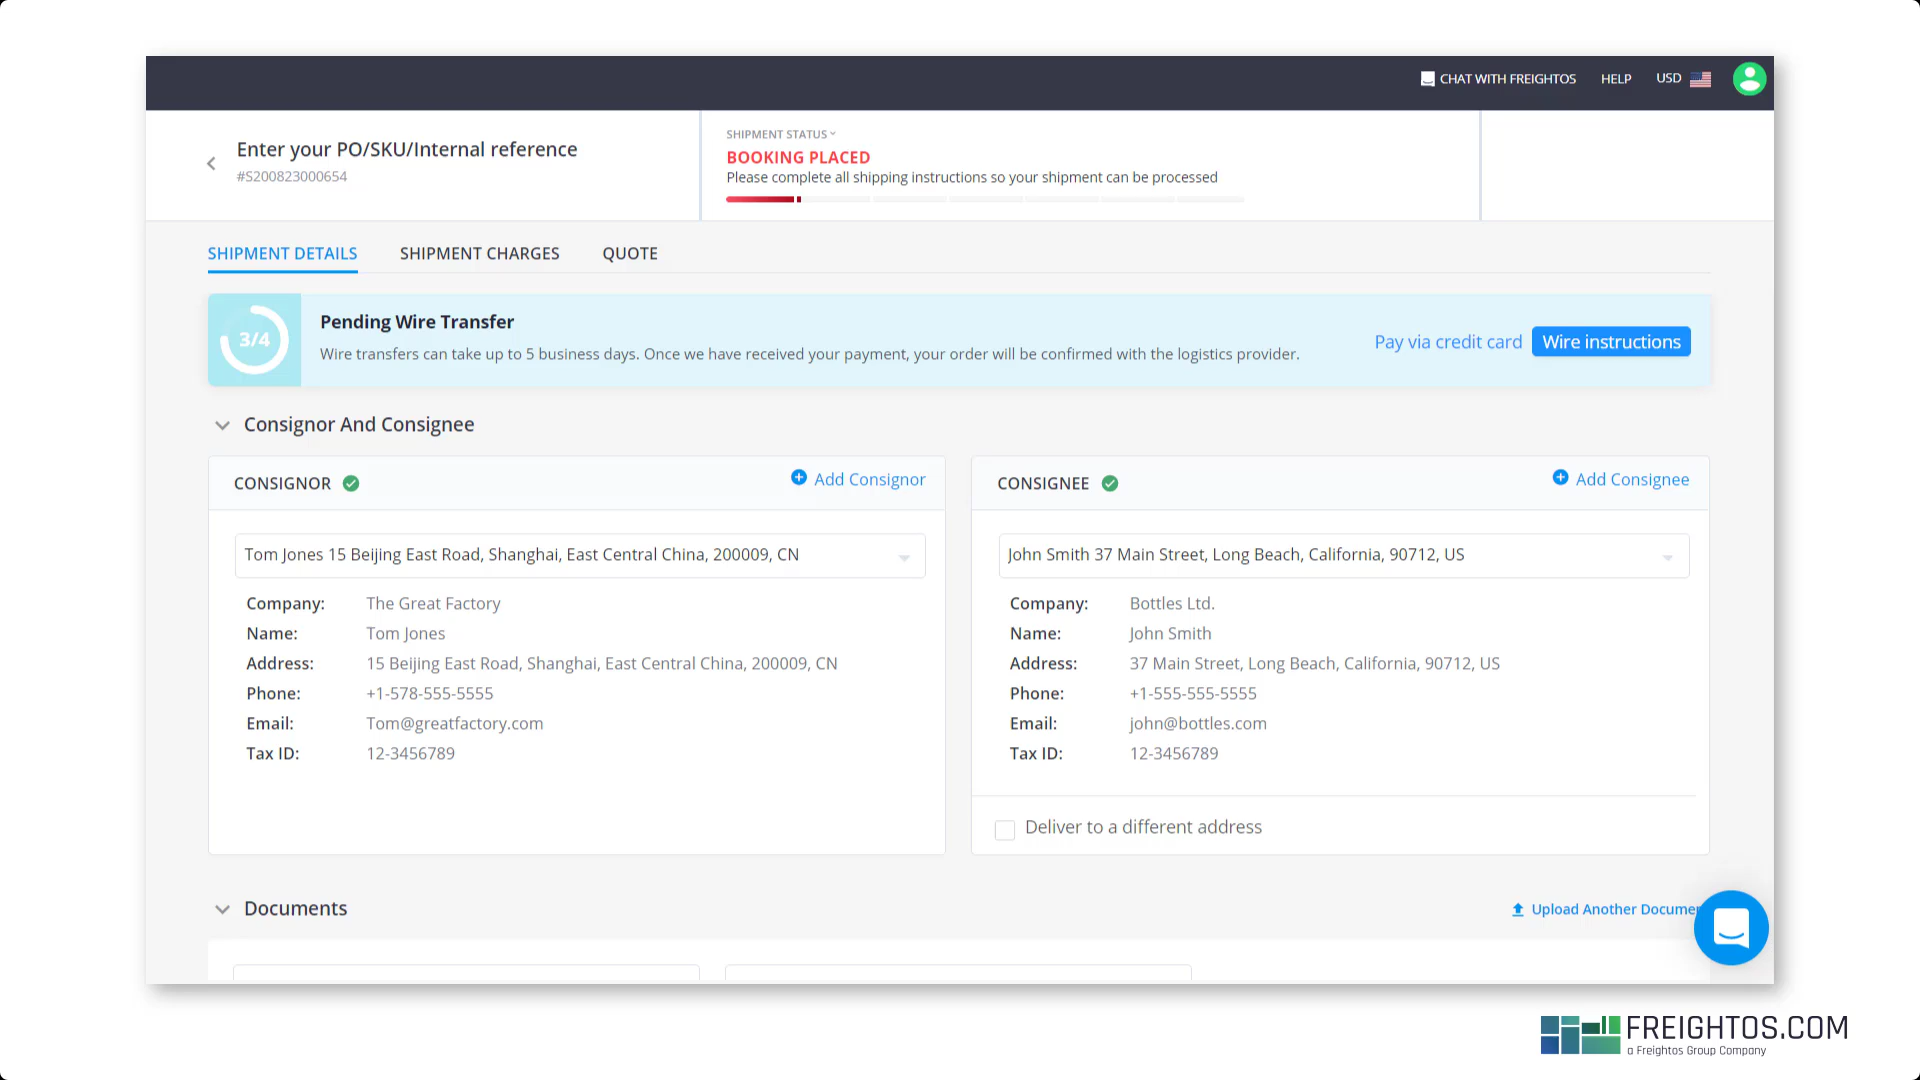 CHAT WITH FREIGHTOS HELP USD
Enter your PO/SKU/Internal reference
#S200823000654
SHIPMENT STATUS
BOOKING PLACED
Please complete all shipping instructions so your shipment can be processed
SHIPMENT DETAILS SHIPMENT CHARGES QUOTE
3/4
Pending Wire Transfer
Wire transfers can take up to 5 business days. Once we have received your payment, your order will be confirmed with the logistics provider.
Pay via credit card Wire instructions
Consignor And Consignee
CONSIGNOR Add Consignor
Tom Jones 15 Beijing East Road, Shanghai, East Central China, 200009, CN
Company: The Great Factory
Name: Tom Jones
Address: 15 Beijing East Road, Shanghai, East Central China, 200009, CN
Phone: +1-578-555-5555
Email: Tom@greatfactory.com
Tax ID: 12-3456789
CONSIGNEE Add Consignee
John Smith 37 Main Street, Long Beach, California, 90712, US
Company: Bottles Ltd.
Name: John Smith
Address: 37 Main Street, Long Beach, California, 90712, US
Phone: +1-555-555-5555
Email: john@bottles.com
Tax ID: 12-3456789
Deliver to a different address
Documents
Upload Another
FREIGHTOS.COM
a Freightos Group Company